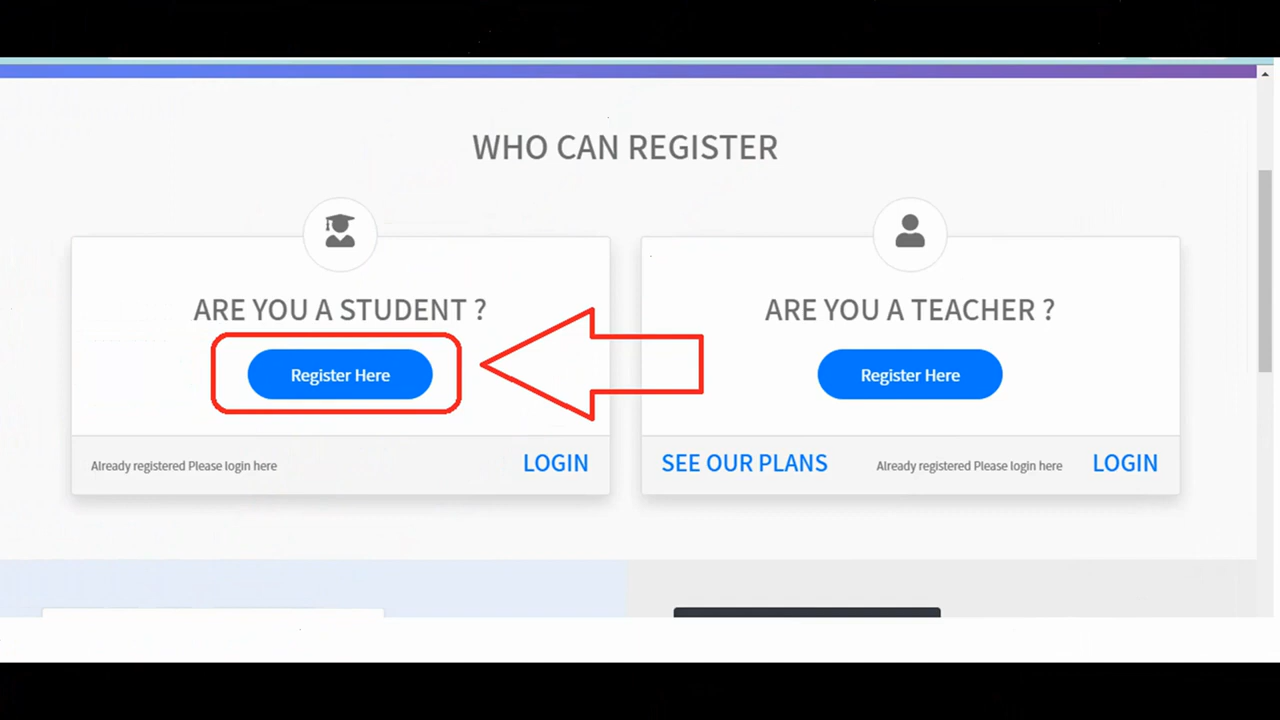 WHO CAN REGISTER
ARE YOU A STUDENT ?
Register Here
Already registered Please login here
LOGIN
ARE YOU A TEACHER ?
Register Here
SEE OUR PLANS
Already registered Please login here
LOGIN